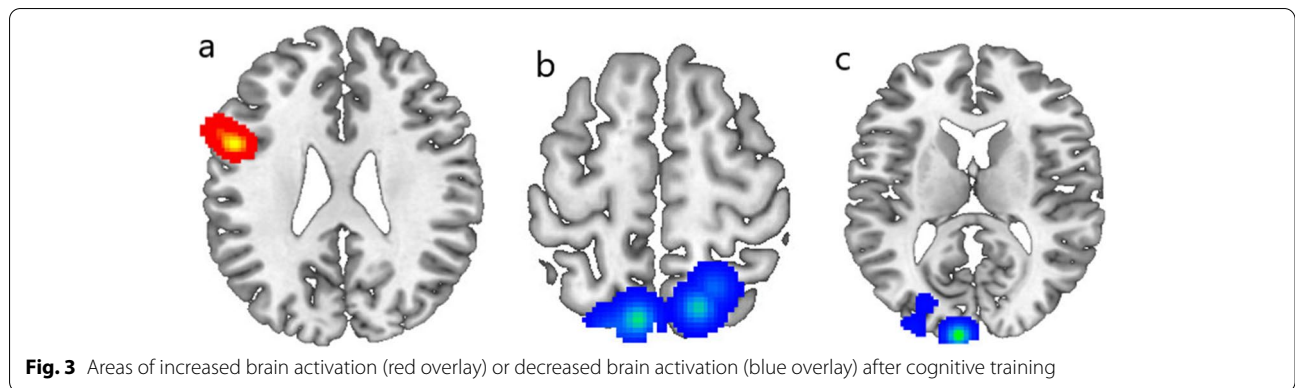 a
b
c
Fig. 3 Areas of increased brain activation (red overlay) or decreased brain activation (blue overlay) after cognitive training